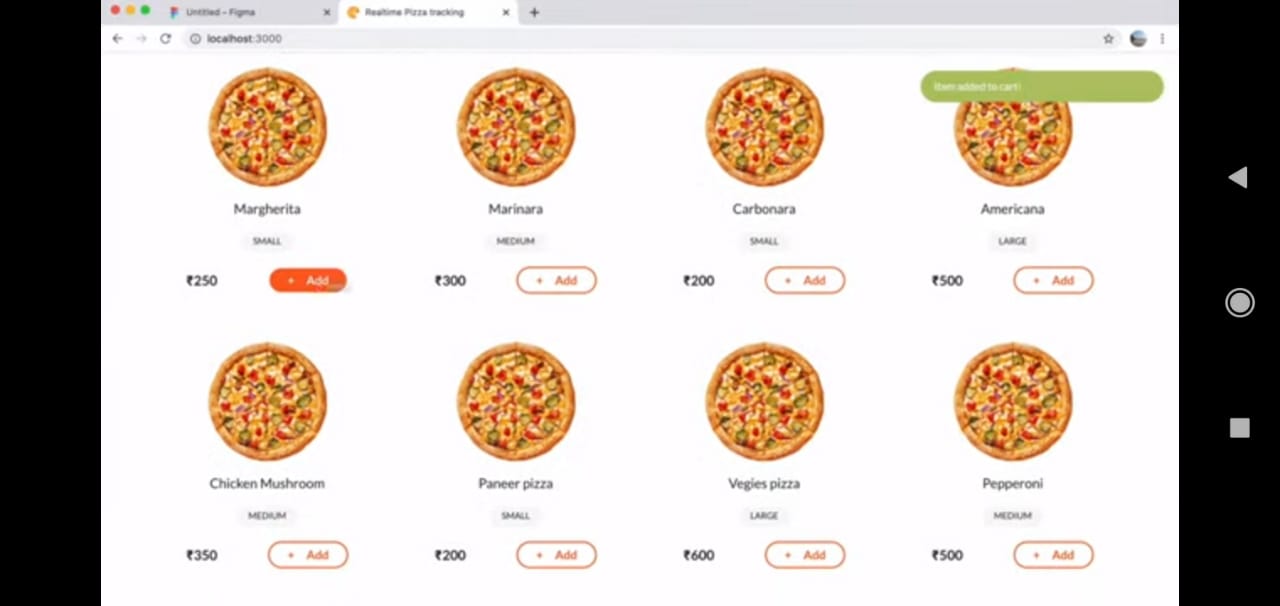 Untitled – Figma
Realtime Pizza tracking
localhost:3000
Item added to cart!
Margherita Marinara Carbonara Americana
SMALL MEDIUM SMALL LARGE
₹250 + Add ₹300 + Add ₹200 + Add ₹500 + Add
Chicken Mushroom Paneer pizza Vegies pizza Pepperoni
MEDIUM SMALL LARGE MEDIUM
₹350 + Add ₹200 + Add ₹600 + Add ₹500 + Add